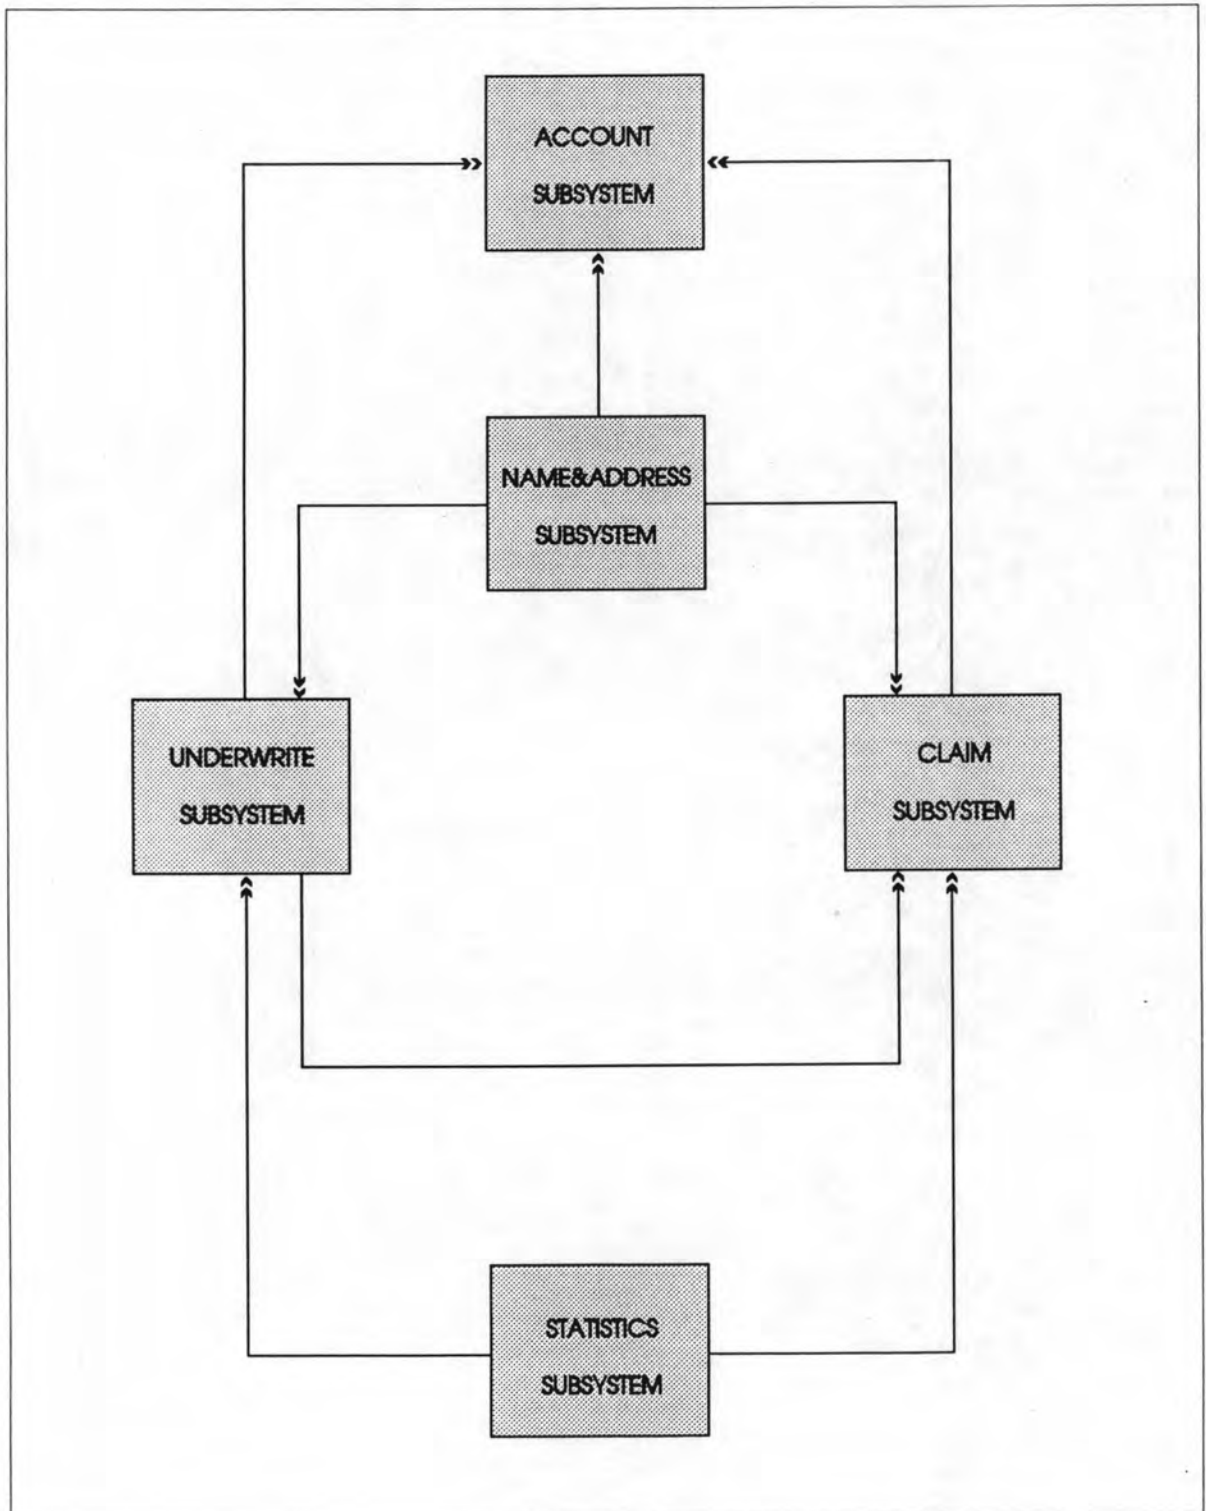 ACCOUNT
SUBSYSTEM
NAME&ADDRESS
SUBSYSTEM
UNDERWRITE
SUBSYSTEM
CLAIM
SUBSYSTEM
STATISTICS
SUBSYSTEM